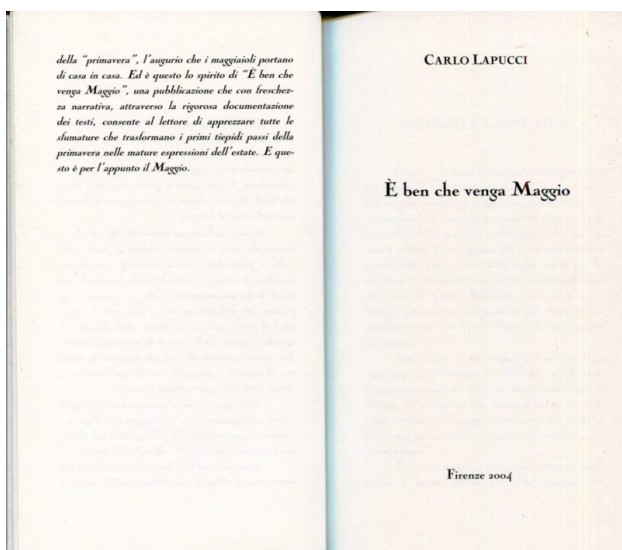 della “primavera”, l’augurio che i maggiaioli portano
di casa in casa. Ed è questo lo spirito di “È ben che
venga Maggio”, una pubblicazione che con freschez-
za narrativa, attraverso la rigorosa documentazione
dei testi, consente al lettore di apprezzare tutte le
sfumature che trasformano i primi tiepidi passi della
primavera nelle mature espressioni dell’estate. E que-
sto è per l’appunto il Maggio.
CARLO LAPUCCI
È ben che venga Maggio
Firenze 2004